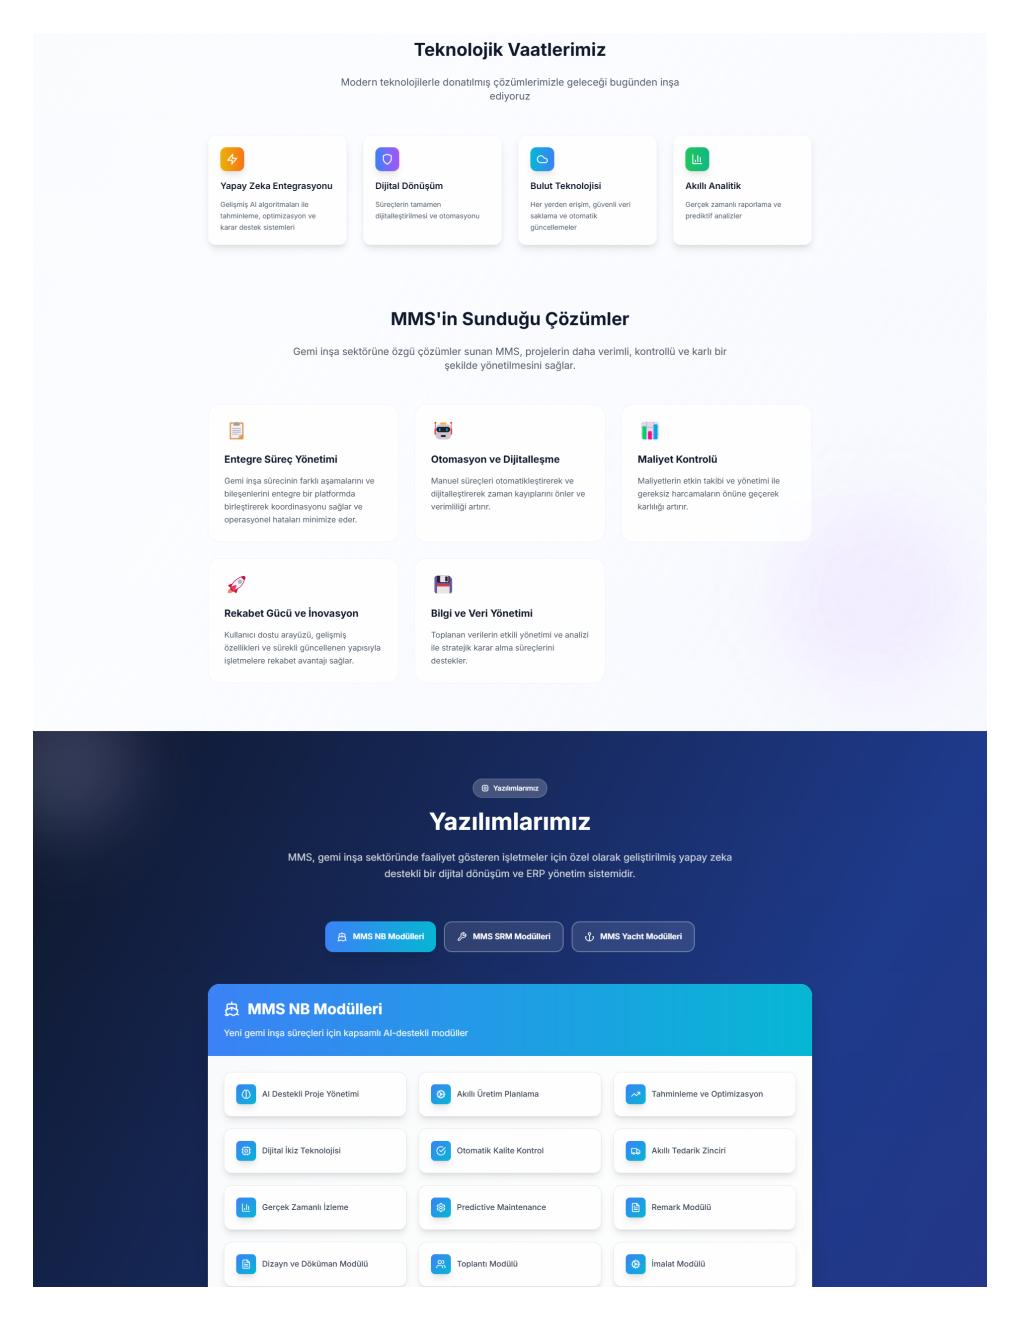 Teknolojik Vaatlerimiz
Modern teknolojilerle donatılmış çözümlerimizle geleceği bugünden inşa
ediyoruz
Yapay Zeka Entegrasyonu
Gelişmiş AI algoritmaları ile
tahminleme, optimizasyon ve
karar destek sistemleri
Dijital Dönüşüm
Süreçlerin tamamen
dijitalleştirilmesi ve otomasyonu
Bulut Teknolojisi
Her yerden erişim, güvenli veri
saklama ve otomatik
güncellemeler
Akıllı Analitik
Gerçek zamanlı raporlama ve
prediktif analizler
MMS'in Sunduğu Çözümler
Gemi inşa sektörüne özgü çözümler sunan MMS, projelerin daha verimli, kontrollü ve karlı bir
şekilde yönetilmesini sağlar.
Entegre Süreç Yönetimi
Gemi inşa sürecinin farklı aşamalarını ve
bileşenlerini entegre bir platformda
birleştirerek koordinasyonu sağlar ve
operasyonel hataları minimize eder.
Otomasyon ve Dijitalleşme
Manuel süreçleri otomatikleştirerek ve
dijitalleştirerek zaman kayıplarını önler ve
verimliliği artırır.
Maliyet Kontrolü
Maliyetlerin etkin takibi ve yönetimi ile
gereksiz harcamaların önüne geçerek
karlılığı artırır.
Rekabet Gücü ve İnovasyon
Kullanıcı dostu arayüzü, gelişmiş
özellikleri ve sürekli güncellenen yapısıyla
işletmelere rekabet avantajı sağlar.
Bilgi ve Veri Yönetimi
Toplanan verilerin etkili yönetimi ve analizi
ile stratejik karar alma süreçlerini
destekler.
Yazılımlarımız
Yazılımlarımız
MMS, gemi inşa sektöründe faaliyet gösteren işletmeler için özel olarak geliştirilmiş yapay zeka
destekli bir dijital dönüşüm ve ERP yönetim sistemidir.
MMS NB Modülleri
MMS SRM Modülleri
MMS Yacht Modülleri
MMS NB Modülleri
Yeni gemi inşa süreçleri için kapsamlı AI-destekli modüller
AI Destekli Proje Yönetimi
Akıllı Üretim Planlama
Tahminleme ve Optimizasyon
Dijital İkiz Teknolojisi
Otomatik Kalite Kontrol
Akıllı Tedarik Zinciri
Gerçek Zamanlı İzleme
Predictive Maintenance
Remark Modülü
Dizayn ve Döküman Modülü
Toplantı Modülü
İmalat Modülü